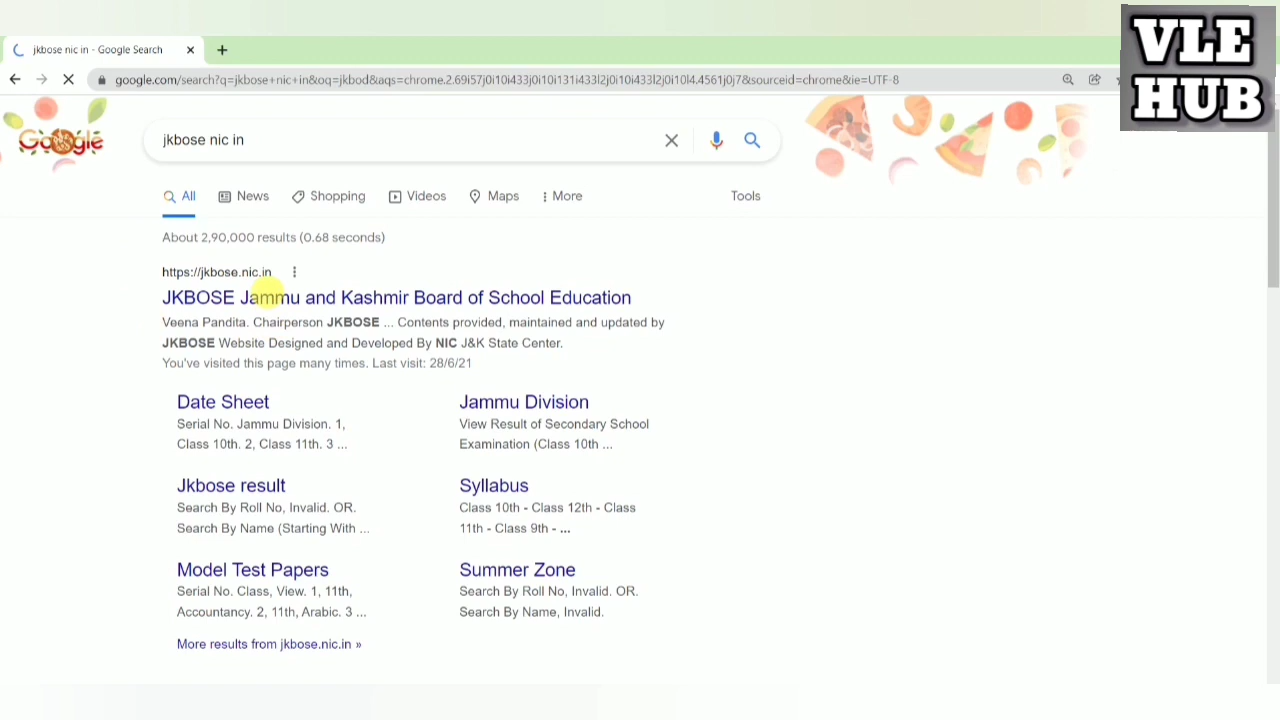 VLE
HUB
jkbose nic in - Google Search
google.com/search?q=jkbose+nic+in&oq=jkbod&aqs=chrome.2.69i57j0i10i433j0i10i131i433l2j0i10i433l2j0i10l4.4561j0j7&sourceid=chrome&ie=UTF-8
Google
jkbose nic in
All News Shopping Videos Maps More Tools
About 2,90,000 results (0.68 seconds)
https://jkbose.nic.in
JKBOSE Jammu and Kashmir Board of School Education
Veena Pandita. Chairperson JKBOSE ... Contents provided, maintained and updated by
JKBOSE Website Designed and Developed By NIC J&K State Center.
You've visited this page many times. Last visit: 28/6/21
Date Sheet
Serial No. Jammu Division. 1,
Class 10th. 2, Class 11th. 3 ...
Jammu Division
View Result of Secondary School
Examination (Class 10th ...
Jkbose result
Search By Roll No, Invalid. OR.
Search By Name (Starting With ...
Syllabus
Class 10th - Class 12th - Class
11th - Class 9th - ...
Model Test Papers
Serial No. Class, View. 1, 11th,
Accountancy. 2, 11th, Arabic. 3 ...
Summer Zone
Search By Roll No, Invalid. OR.
Search By Name, Invalid.
More results from jkbose.nic.in »